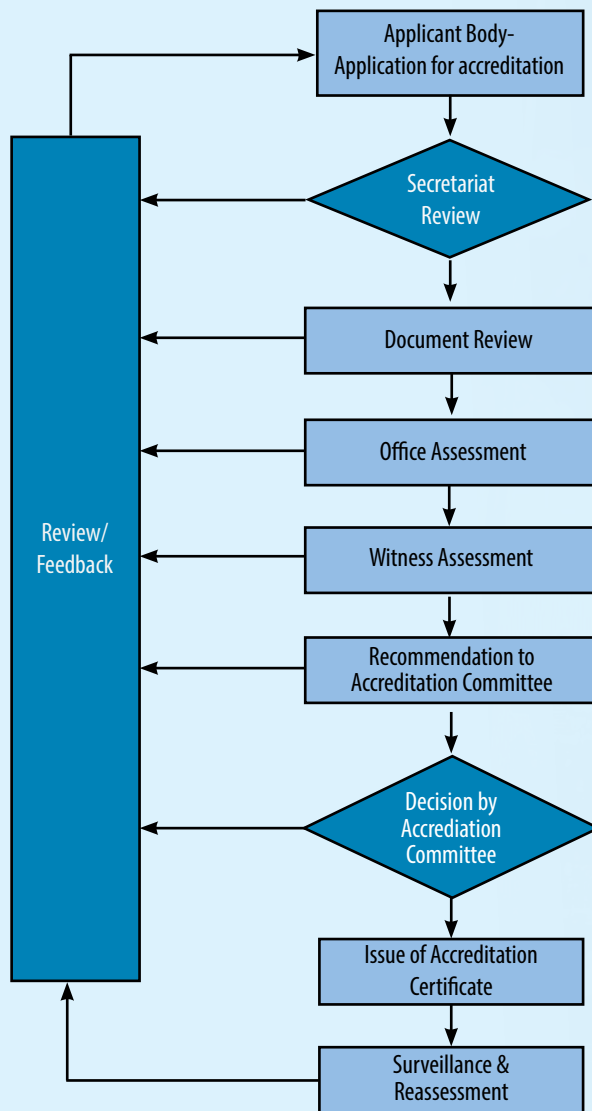 Applicant Body-
Application for accreditation
Secretariat
Review
Document Review
Office Assessment
Review/
Feedback
Witness Assessment
Recommendation to
Accreditation Committee
Decision by
Accrediation
Committee
Issue of Accreditation
Certificate
Surveillance &
Reassessment